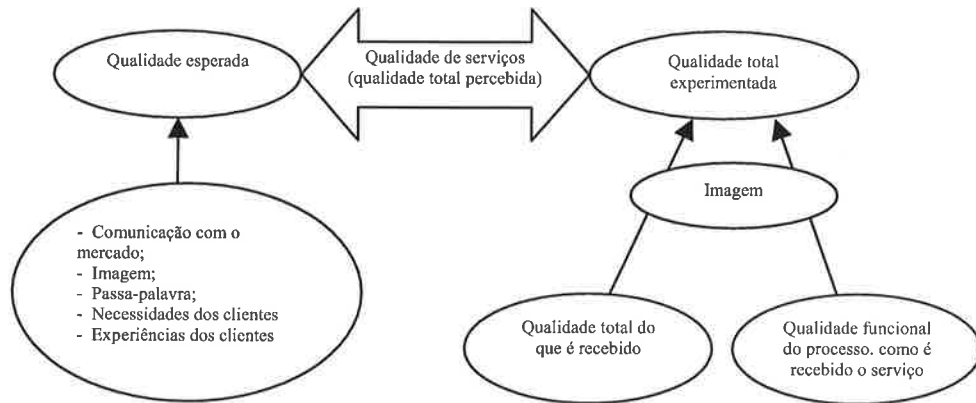 Qualidade esperada
Qualidade de serviços
(qualidade total percebida)
Qualidade total
experimentada
Imagem
- Comunicação com o
mercado;
- Imagem;
- Passa-palavra;
- Necessidades dos clientes
- Experiências dos clientes
Qualidade total do
que é recebido
Qualidade funcional
do processo. como é
recebido o serviço